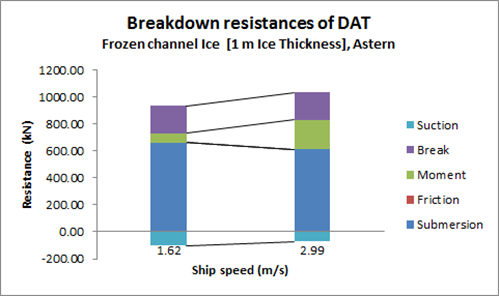 Breakdown resistances of DAT
Frozen channel Ice [1 m Ice Thickness], Astern
1200.00
1000.00
800.00
600.00
400.00
200.00
0.00
-200.00
Resistance (kN)
1.62
2.99
Ship speed (m/s)
Suction
Break
Moment
Friction
Submersion